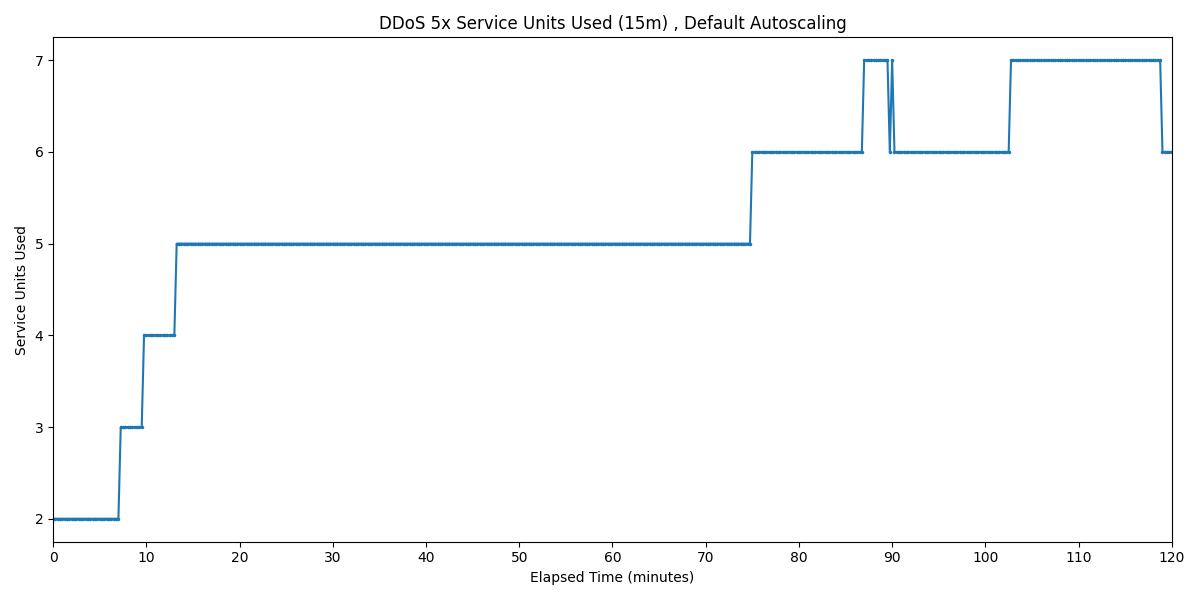 DDoS 5x Service Units Used (15m) , Default Autoscaling
7
6
5
4
3
2
Service Units Used
0 10 20 30 40 50 60 70 80 90 100 110 120
Elapsed Time (minutes)